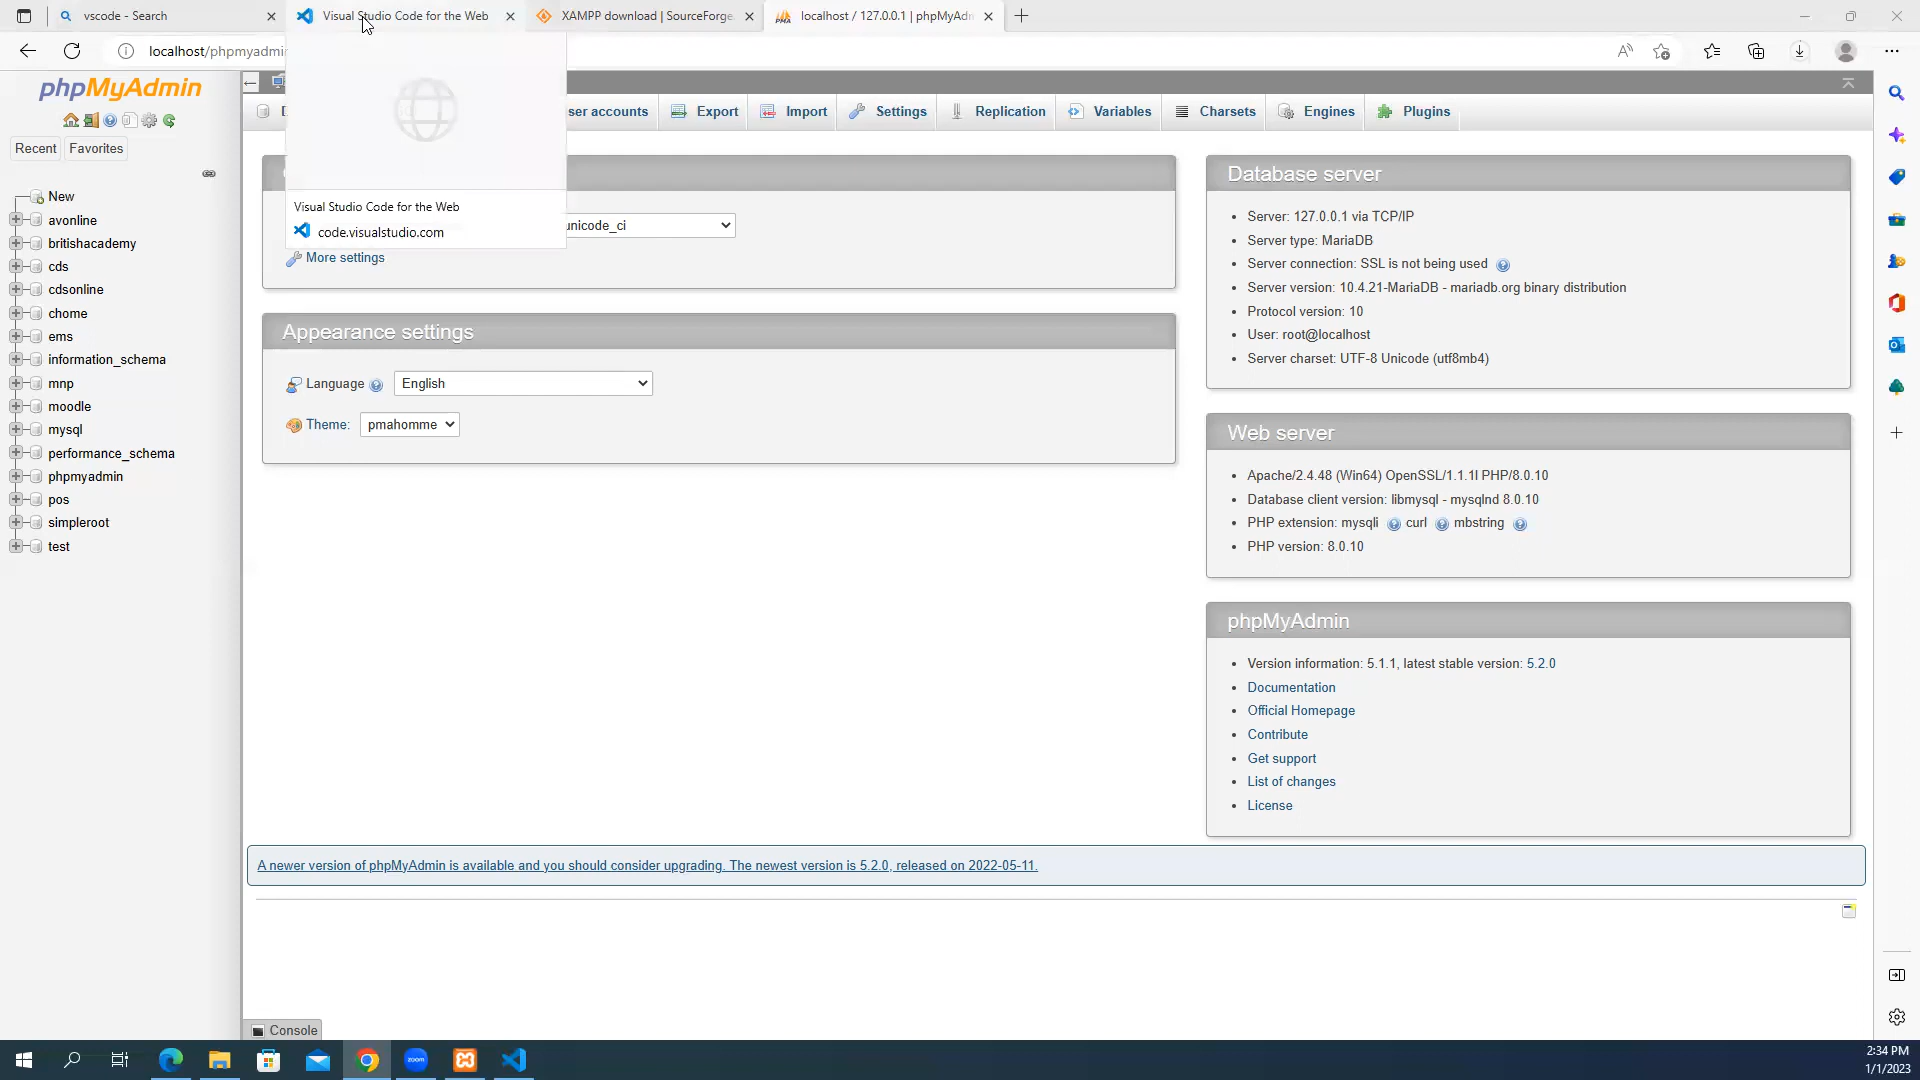 vscode - Search
Visual Studio Code for the Web
XAMPP download | SourceForge.
localhost / 127.0.0.1 | phpMyAdm
localhost/phpmyadmin
phpMyAdmin
Recent
Favorites
New
avonline
britishacademy
cds
cdsonline
chome
ems
information_schema
mnp
moodle
mysql
performance_schema
phpmyadmin
pos
simpleroot
test
Visual Studio Code for the Web
code.visualstudio.com
D
ser accounts
Export
Import
Settings
Replication
Variables
Charsets
Engines
Plugins
unicode_ci
More settings
Appearance settings
Language
English
Theme:
pmahomme
Database server
• Server: 127.0.0.1 via TCP/IP
• Server type: MariaDB
• Server connection: SSL is not being used
• Server version: 10.4.21-MariaDB - mariadb.org binary distribution
• Protocol version: 10
• User: root@localhost
• Server charset: UTF-8 Unicode (utf8mb4)
Web server
• Apache/2.4.48 (Win64) OpenSSL/1.1.1l PHP/8.0.10
• Database client version: libmysql - mysqlnd 8.0.10
• PHP extension: mysqli curl mbstring
• PHP version: 8.0.10
phpMyAdmin
• Version information: 5.1.1, latest stable version: 5.2.0
• Documentation
• Official Homepage
• Contribute
• Get support
• List of changes
• License
A newer version of phpMyAdmin is available and you should consider upgrading. The newest version is 5.2.0, released on 2022-05-11.
Console
zoom
2:34 PM
1/1/2023